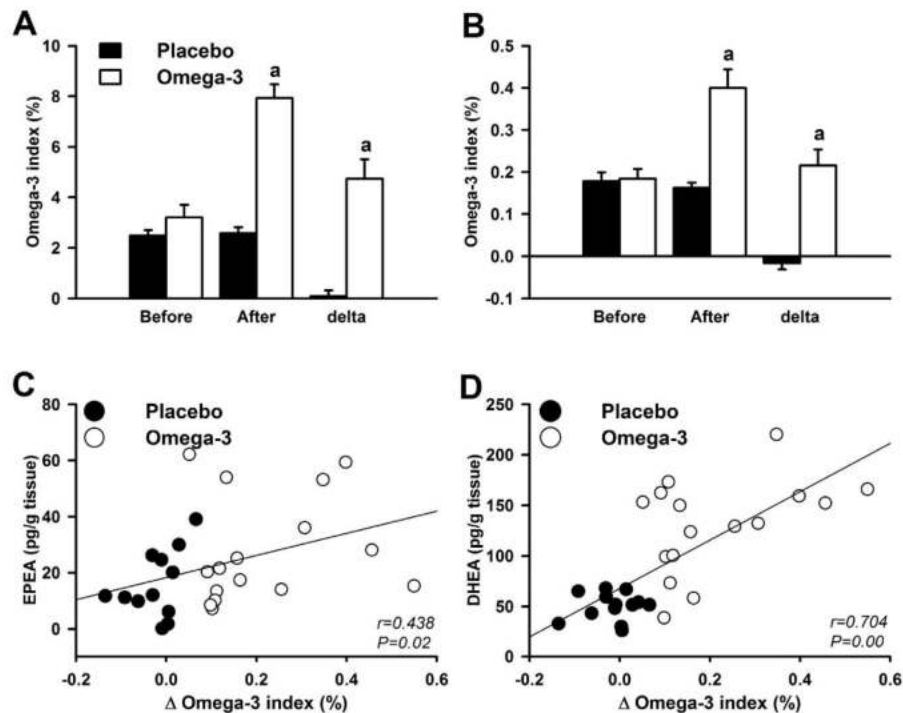 A
Placebo
Omega-3
Omega-3 index (%)
10
8
6
4
2
0
a
a
Before After delta
B
Omega-3 index (%)
0.5
0.4
0.3
0.2
0.1
0.0
-0.1
a
a
Before After delta
C
Placebo
Omega-3
EPEA (pg/g tissue)
80
60
40
20
0
r=0.438
P=0.02
-0.2 0.0 0.2 0.4 0.6
Δ Omega-3 index (%)
D
Placebo
Omega-3
DHEA (pg/g tissue)
250
200
150
100
50
0
r=0.704
P=0.00
-0.2 0.0 0.2 0.4 0.6
Δ Omega-3 index (%)